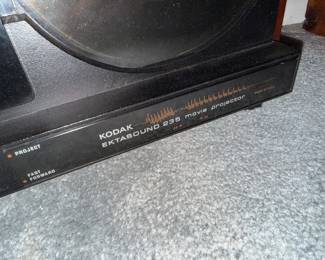 KODAK
EKTASOUND 235 movie projector
PROJECT
FAST
FORWARD